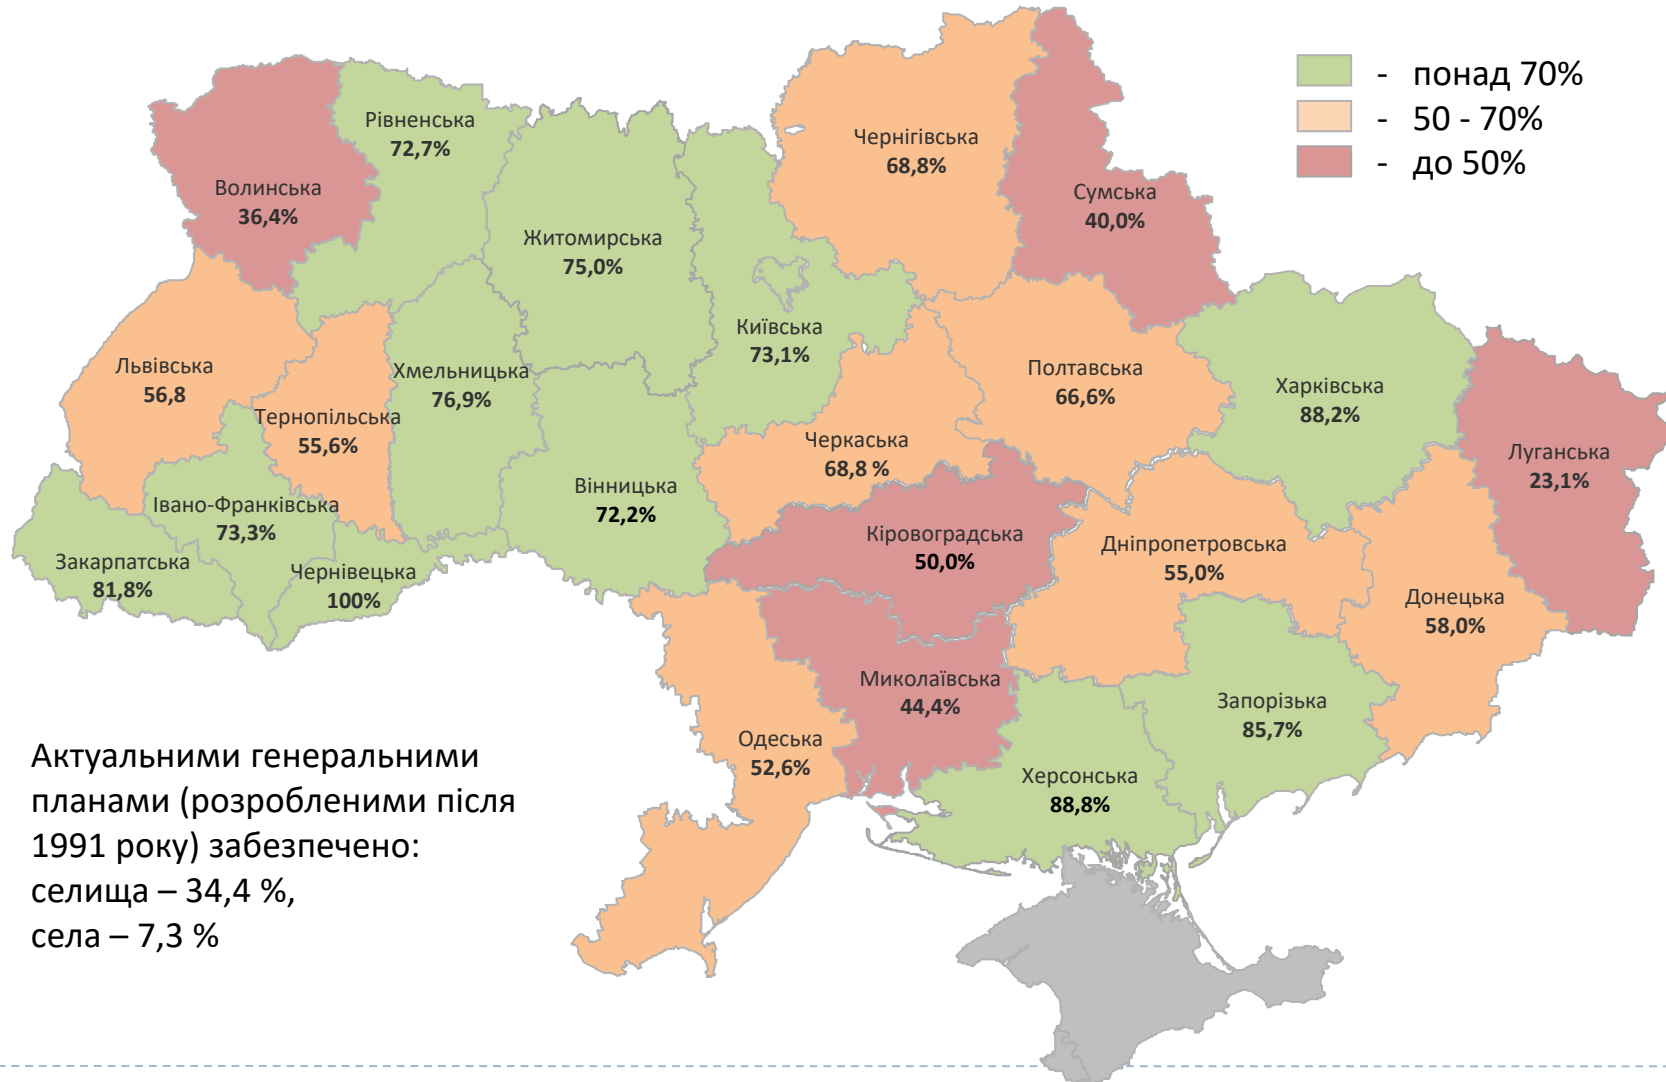 - понад 70%
- 50 - 70%
- до 50%
Рівненська
72,7%
Волинська
36,4%
Житомирська
75,0%
Чернігівська
68,8%
Сумська
40,0%
Київська
73,1%
Львівська
56,8
Тернопільська
55,6%
Хмельницька
76,9%
Полтавська
66,6%
Харківська
88,2%
Луганська
23,1%
Черкаська
68,8 %
Вінницька
72,2%
Івано-Франківська
73,3%
Закарпатська
81,8%
Чернівецька
100%
Кіровоградська
50,0%
Дніпропетровська
55,0%
Донецька
58,0%
Миколаївська
44,4%
Запорізька
85,7%
Одеська
52,6%
Херсонська
88,8%
Актуальними генеральними
планами (розробленими після
1991 року) забезпечено:
селища – 34,4 %,
села – 7,3 %